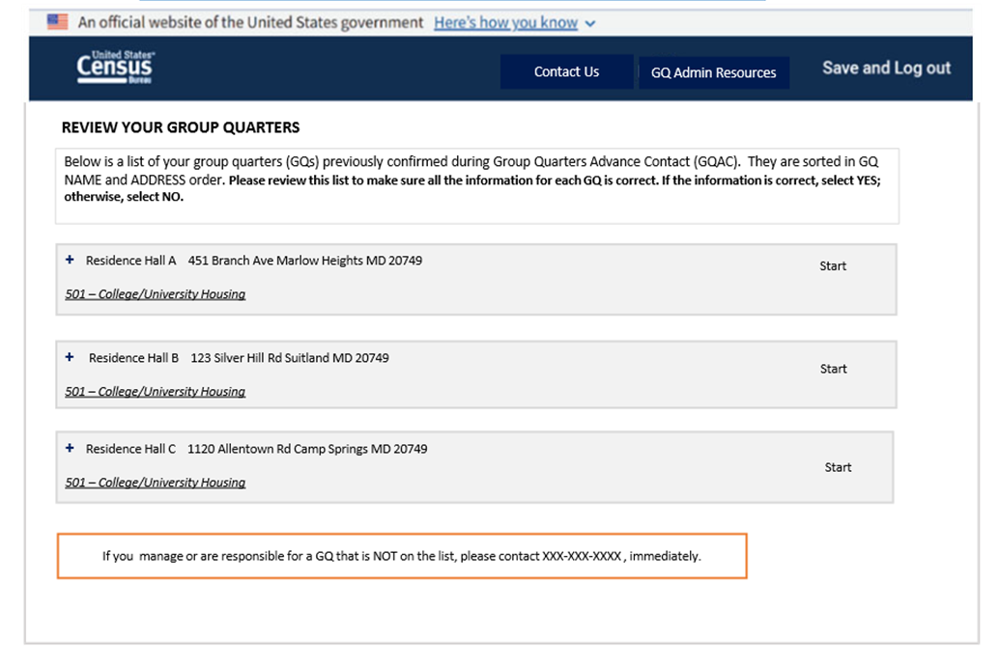 An official website of the United States government Here's how you know
United States®
Census
Bureau
Contact Us GQ Admin Resources Save and Log out
REVIEW YOUR GROUP QUARTERS
Below is a list of your group quarters (GQs) previously confirmed during Group Quarters Advance Contact (GQAC). They are sorted in GQ
NAME and ADDRESS order. Please review this list to make sure all the information for each GQ is correct. If the information is correct, select YES;
otherwise, select NO.
+ Residence Hall A 451 Branch Ave Marlow Heights MD 20749
Start
501 – College/University Housing
+ Residence Hall B 123 Silver Hill Rd Suitland MD 20749
Start
501 – College/University Housing
+ Residence Hall C 1120 Allentown Rd Camp Springs MD 20749
Start
501 – College/University Housing
If you manage or are responsible for a GQ that is NOT on the list, please contact XXX-XXX-XXXX , immediately.